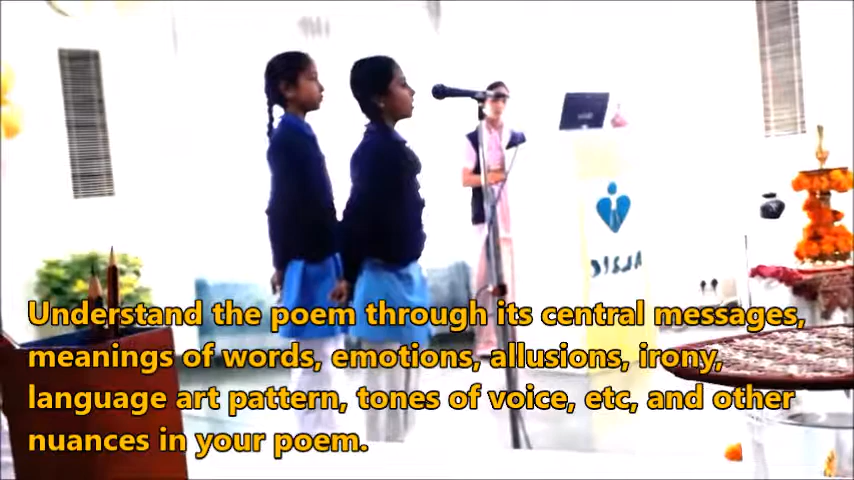 Understand the poem through its central messages,
meanings of words, emotions, allusions, irony,
language art pattern, tones of voice, etc, and other
nuances in your poem.